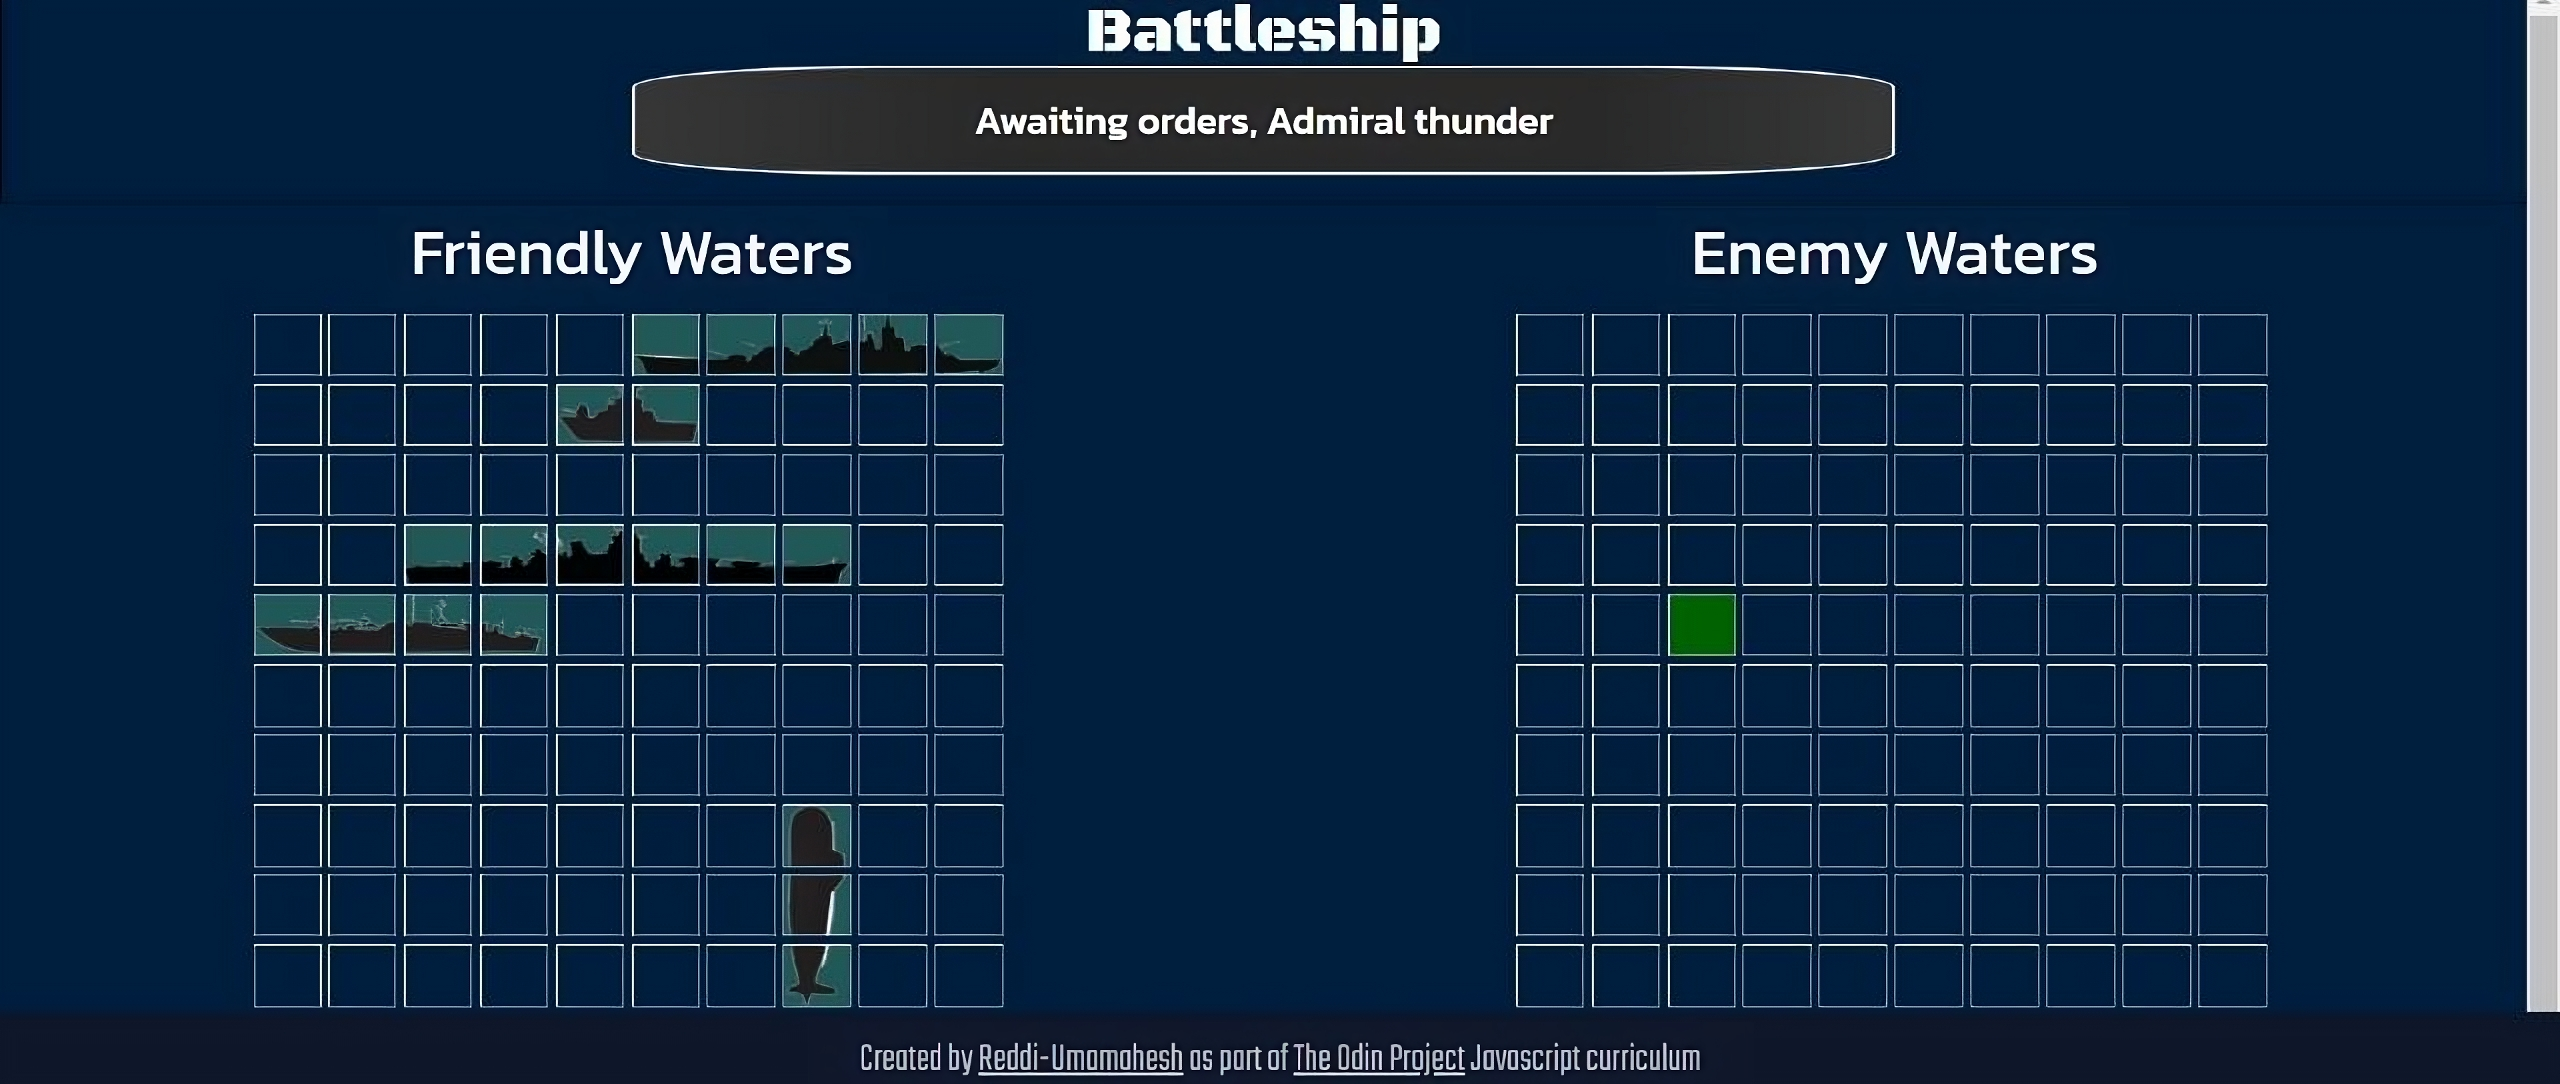 Battleship
Awaiting orders, Admiral thunder
Friendly Waters
Enemy Waters
Created by Reddi-Umamahesh as part of The Odin Project Javascript curriculum